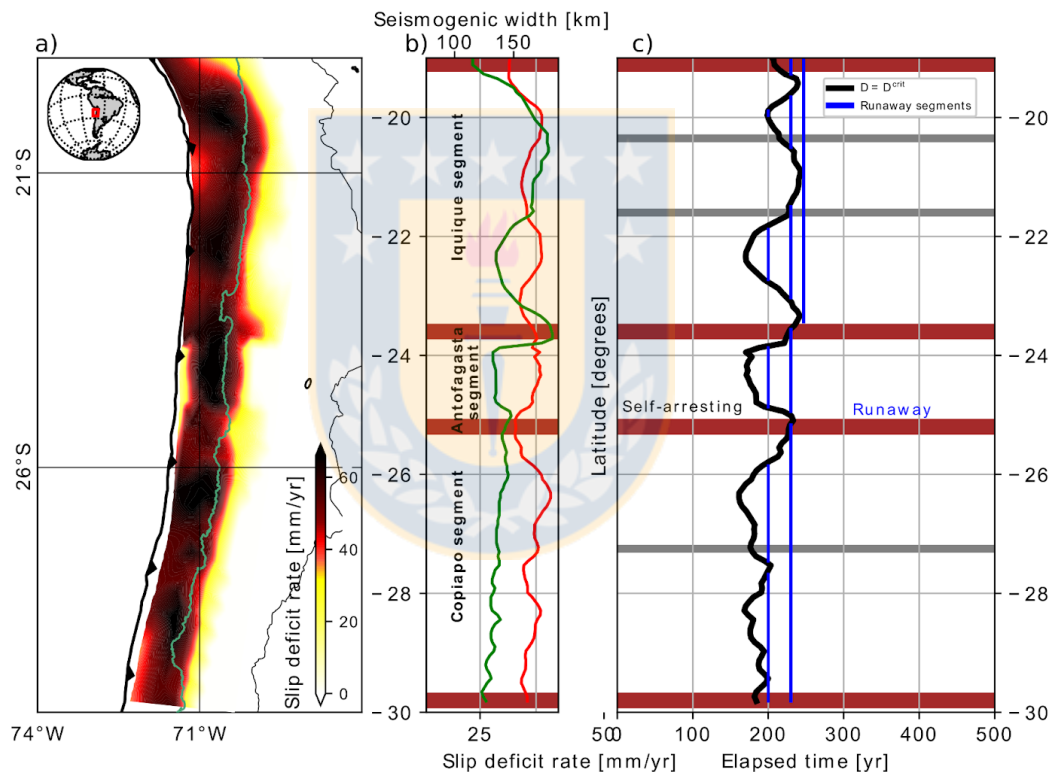 Seismogenic width [km]
a)
b)
100
150
c)
21°S
26°S
74°W
71°W
Slip deficit rate [mm/yr]
60
40
20
0
Iquique segment
Antofagasta
segment
Copiapo segment
−20
−22
−24
−26
−28
−30
25
50
Slip deficit rate [mm/yr]
Latitude [degrees]
D = Dᶜʳⁱᵗ
Runaway segments
Self-arresting
Runaway
−20
−22
−24
−26
−28
−30
0
100
200
300
400
500
Elapsed time [yr]